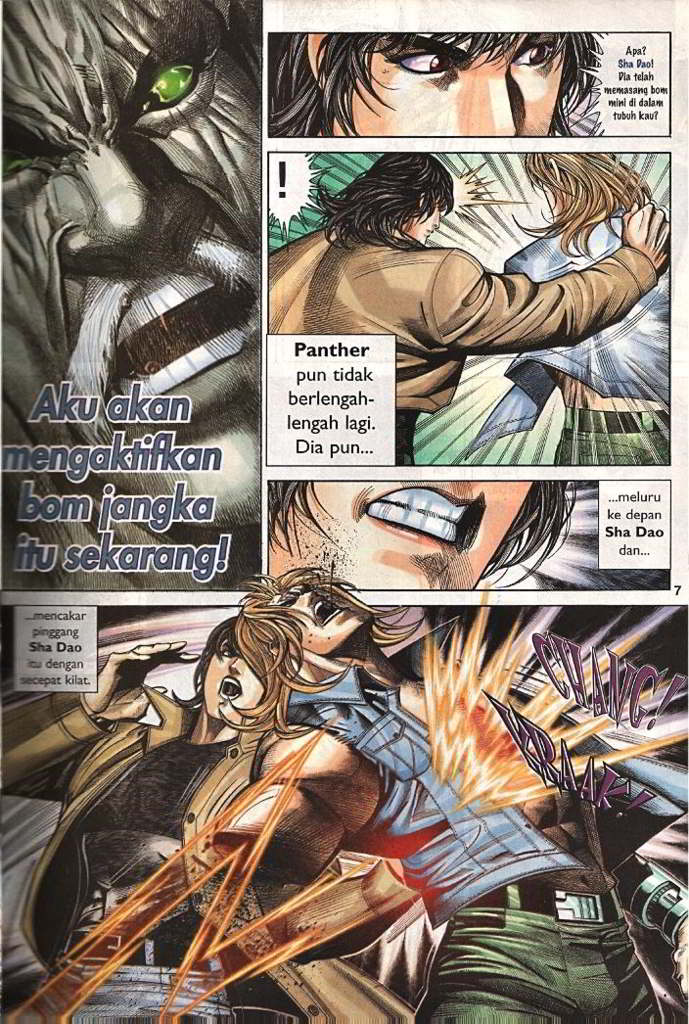 Aku akan
mengaktifkan
bom jangka
itu sekarang!
Apa?
Sha Dao!
Dia telah
memasang bom
mini di dalam
tubuh kau?
!
Panther
pun tidak
berlengah-
lengah lagi.
Dia pun...
...meluru
ke depan
Sha Dao
dan...
7
...mencakar
pinggang
Sha Dao
itu dengan
secepat kilat.
CHANG!
WRAAK!